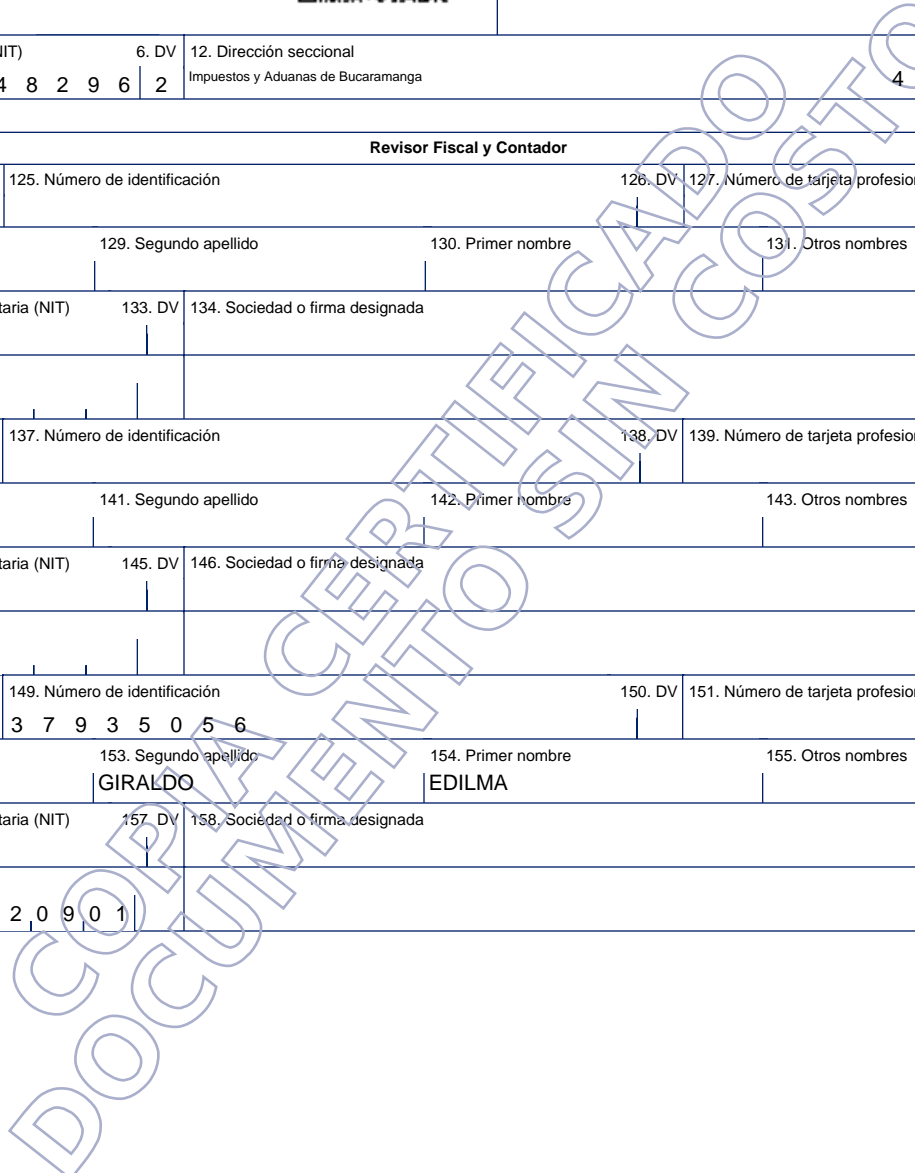 NIT) 6. DV 12. Dirección seccional
4 8 2 9 6 2 Impuestos y Aduanas de Bucaramanga 4
Revisor Fiscal y Contador
125. Número de identificación 126. DV 127. Número de tarjeta profesion
129. Segundo apellido 130. Primer nombre 131. Otros nombres
taria (NIT) 133. DV 134. Sociedad o firma designada
137. Número de identificación 138. DV 139. Número de tarjeta profesion
141. Segundo apellido 142. Primer nombre 143. Otros nombres
taria (NIT) 145. DV 146. Sociedad o firma designada
149. Número de identificación 150. DV 151. Número de tarjeta profesion
3 7 9 3 5 0 5 6
153. Segundo apellido 154. Primer nombre 155. Otros nombres
GIRALDO EDILMA
taria (NIT) 157. DV 158. Sociedad o firma designada
2 0 9 0 1
COPIA CERTIFICADO
DOCUMENTO SIN COSTO